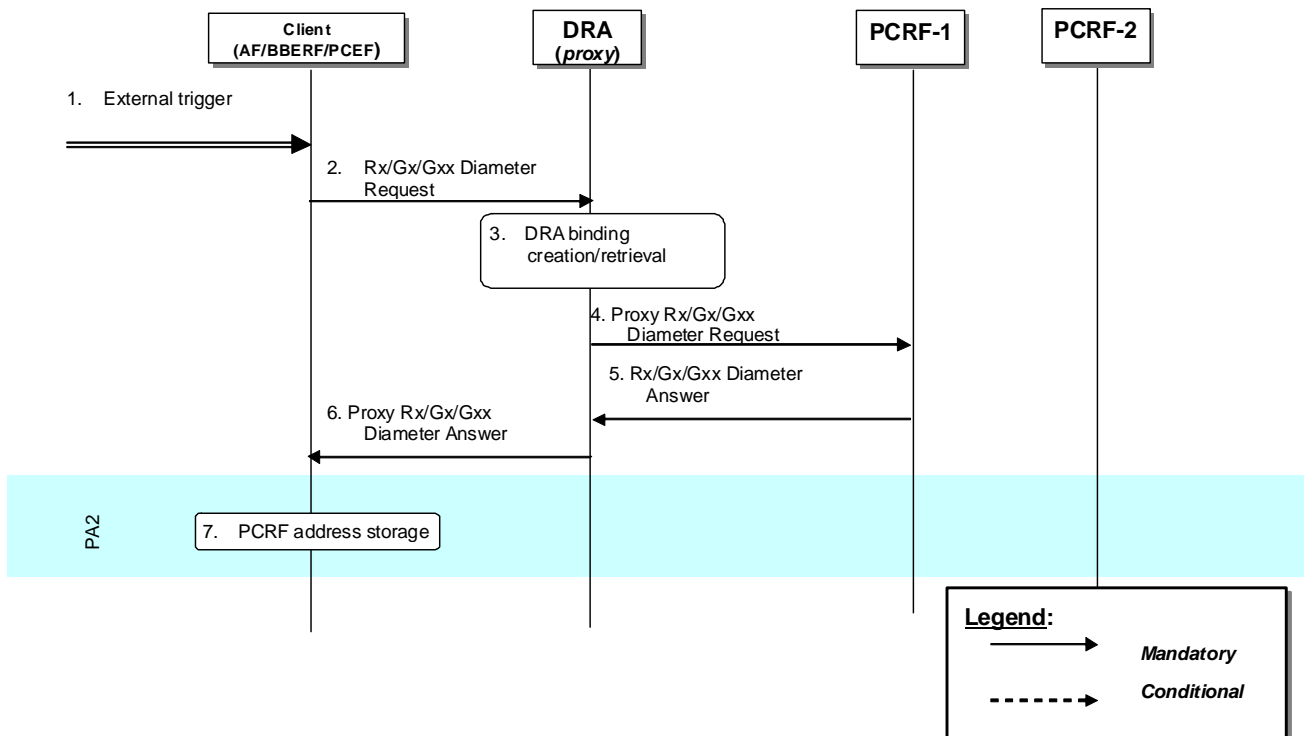 Client
(AF/BBERF/PCEF)
DRA
(proxy)
PCRF-1
PCRF-2
1. External trigger
2. Rx/Gx/Gxx Diameter
Request
3. DRA binding
creation/retrieval
4. Proxy Rx/Gx/Gxx
Diameter Request
5. Rx/Gx/Gxx Diameter
Answer
6. Proxy Rx/Gx/Gxx
Diameter Answer
PA2
7. PCRF address storage
Legend:
Mandatory
Conditional